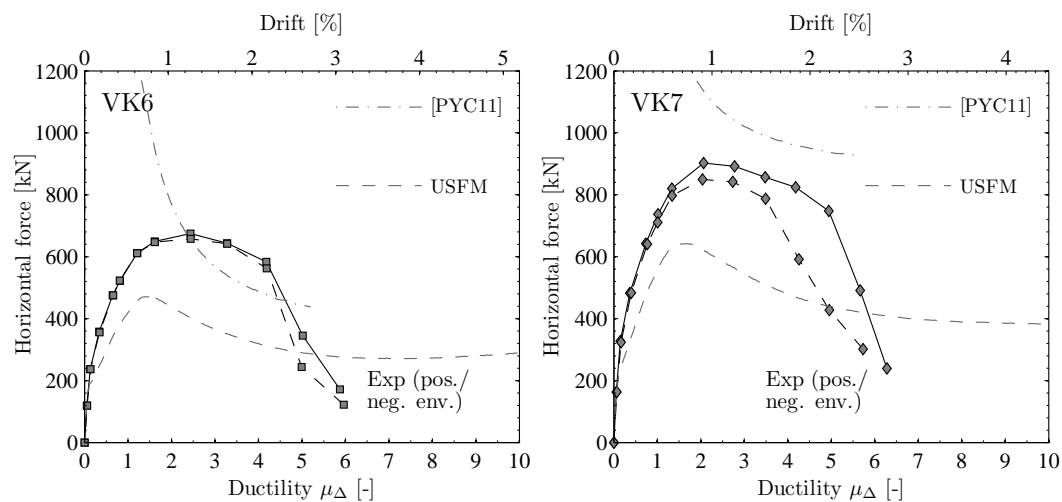 Drift [%]
0 1 2 3 4 5
VK6
[PYC11]
USFM
Exp (pos./
neg. env.)
Horizontal force [kN]
1200
1000
800
600
400
200
0
0 1 2 3 4 5 6 7 8 9 10
Ductility μΔ [-]
Drift [%]
0 1 2 3 4
VK7
[PYC11]
USFM
Exp (pos./
neg. env.)
Horizontal force [kN]
1200
1000
800
600
400
200
0
0 1 2 3 4 5 6 7 8 9 10
Ductility μΔ [-]